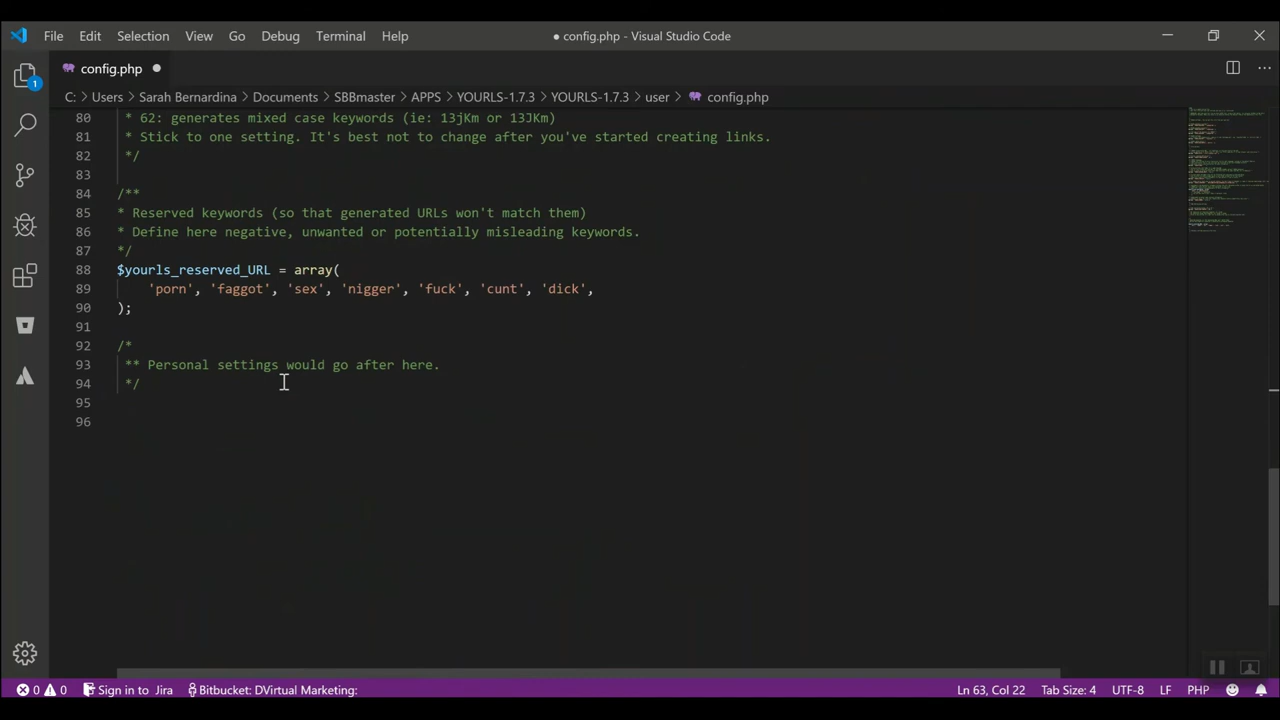 File Edit Selection View Go Debug Terminal Help ● config.php - Visual Studio Code
config.php ●
C: > Users > Sarah Bernardina > Documents > SBBmaster > APPS > YOURLS-1.7.3 > YOURLS-1.7.3 > user > config.php
80 * 62: generates mixed case keywords (ie: 13jKm or 13JKm)
81 * Stick to one setting. It's best not to change after you've started creating links.
82 */
83
84 /**
85 * Reserved keywords (so that generated URLs won't match them)
86 * Define here negative, unwanted or potentially misleading keywords.
87 */
88 $yourls_reserved_URL = array(
89 'porn', 'faggot', 'sex', 'nigger', 'fuck', 'cunt', 'dick',
90 );
91
92 /*
93 ** Personal settings would go after here.
94 */
95
96
1
0 0 Sign in to Jira Bitbucket: DVirtual Marketing: Ln 63, Col 22 Tab Size: 4 UTF-8 LF PHP